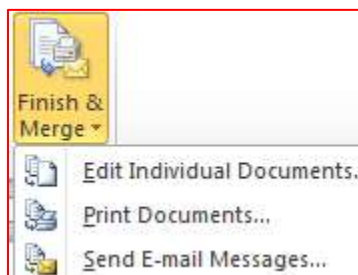 Finish &
Merge
Edit Individual Documents.
Print Documents...
Send E-mail Messages...